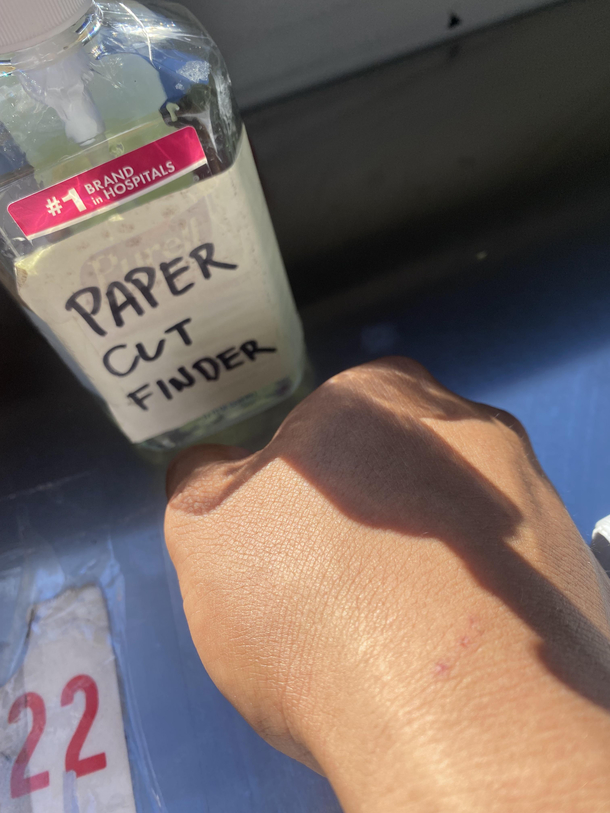 #1 BRAND
in HOSPITALS
PAPER
CUT
FINDER
22